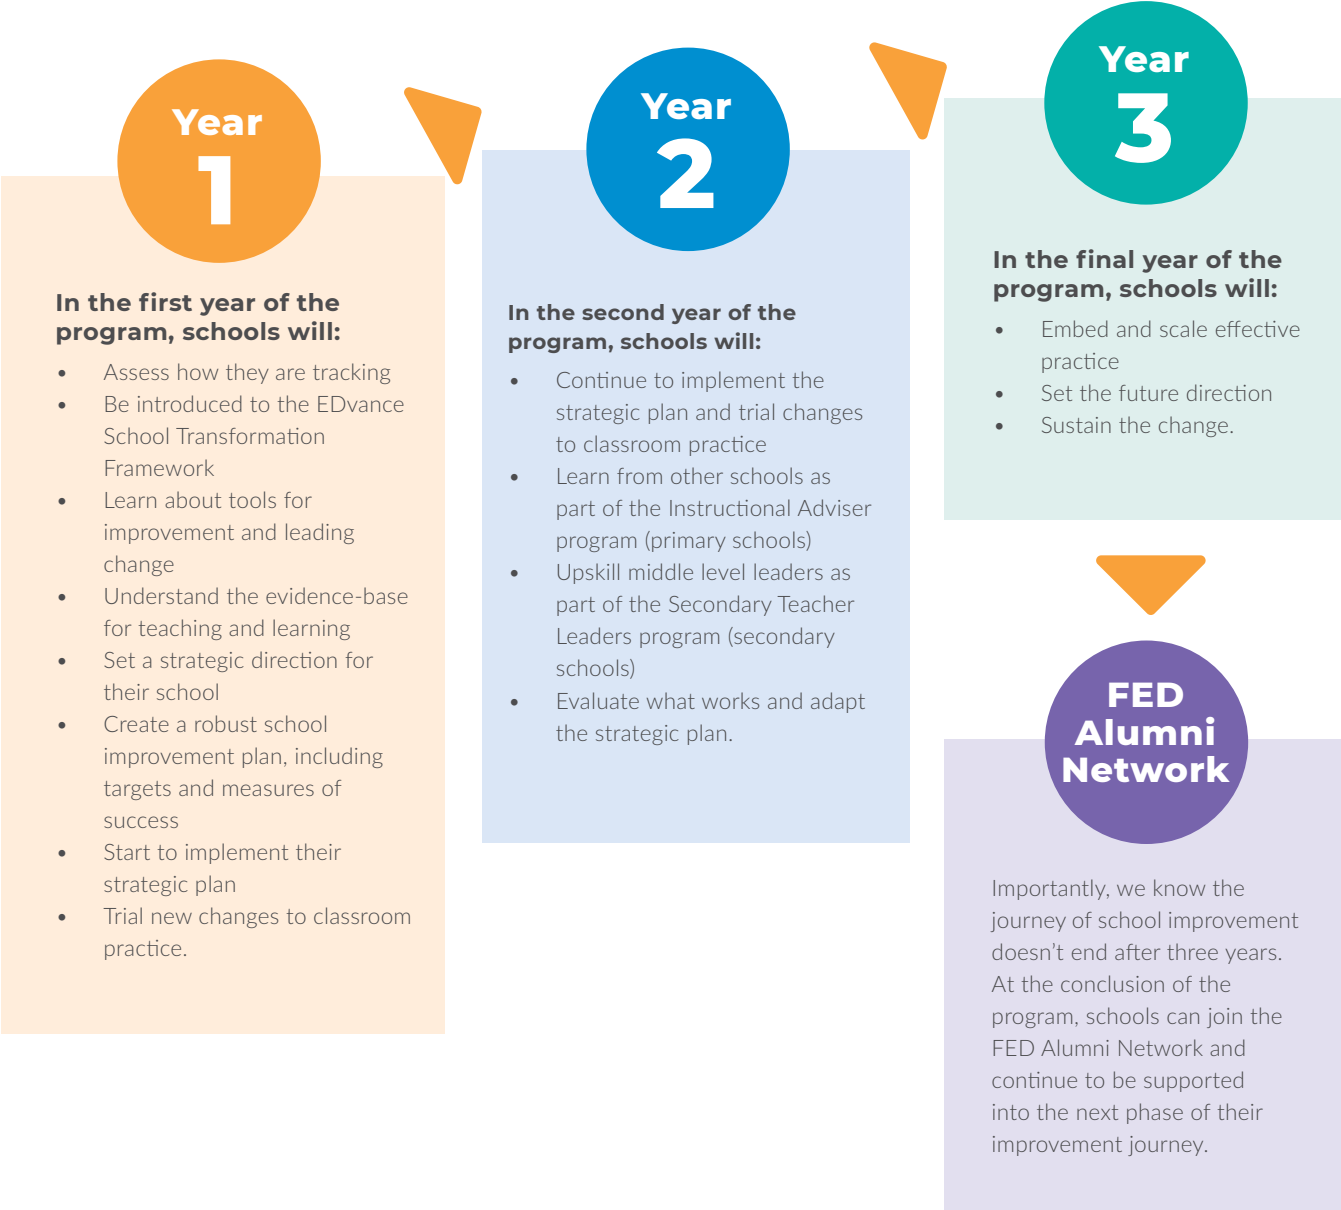 Year
1
In the first year of the
program, schools will:
• Assess how they are tracking
• Be introduced to the EDvance
School Transformation
Framework
• Learn about tools for
improvement and leading
change
• Understand the evidence-base
for teaching and learning
• Set a strategic direction for
their school
• Create a robust school
improvement plan, including
targets and measures of
success
• Start to implement their
strategic plan
• Trial new changes to classroom
practice.
Year
2
In the second year of the
program, schools will:
• Continue to implement the
strategic plan and trial changes
to classroom practice
• Learn from other schools as
part of the Instructional Adviser
program (primary schools)
• Upskill middle level leaders as
part of the Secondary Teacher
Leaders program (secondary
schools)
• Evaluate what works and adapt
the strategic plan.
Year
3
In the final year of the
program, schools will:
• Embed and scale effective
practice
• Set the future direction
• Sustain the change.
FED
Alumni
Network
Importantly, we know the
journey of school improvement
doesn’t end after three years.
At the conclusion of the
program, schools can join the
FED Alumni Network and
continue to be supported
into the next phase of their
improvement journey.